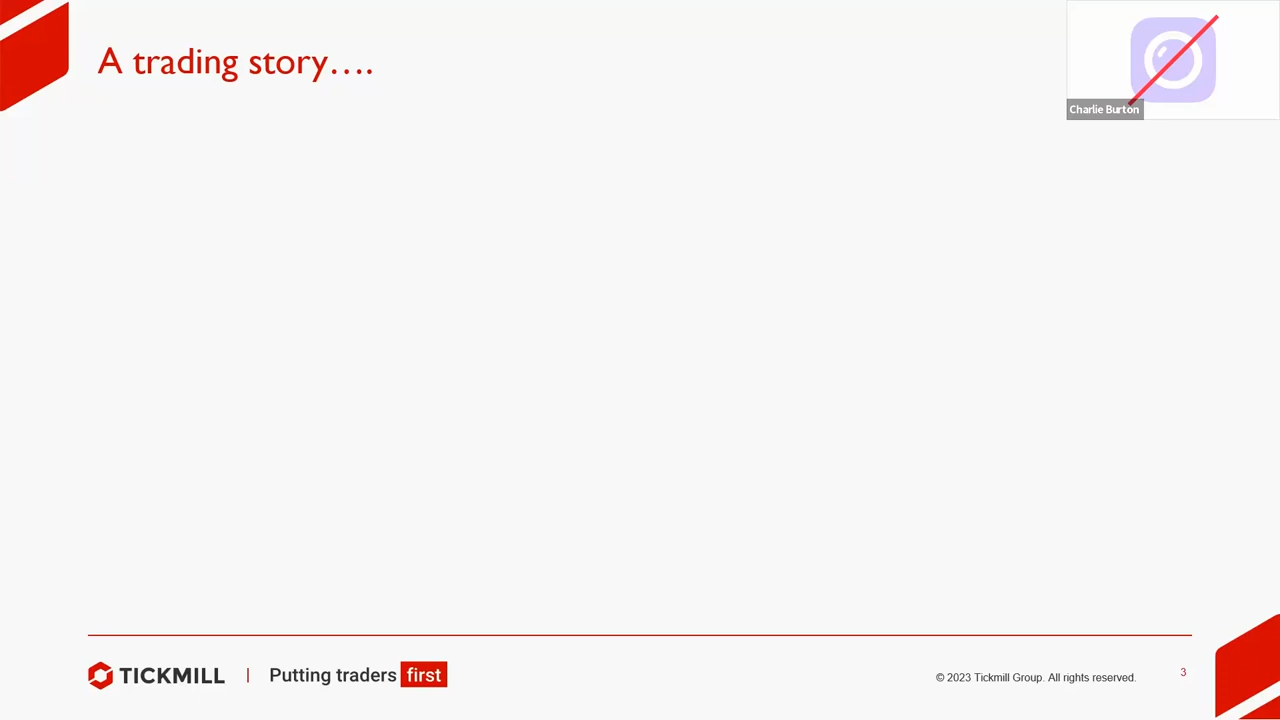 A trading story….
Charlie Burton
TICKMILL | Putting traders first
© 2023 Tickmill Group. All rights reserved.
3